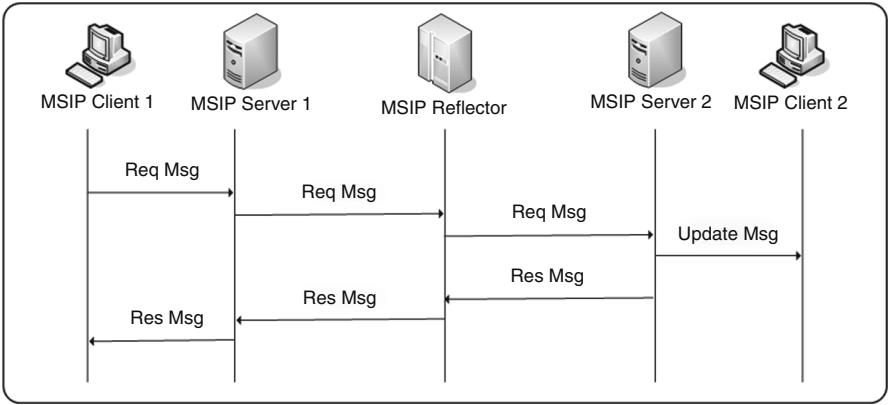 MSIP Client 1
MSIP Server 1
MSIP Reflector
MSIP Server 2
MSIP Client 2
Req Msg
Req Msg
Req Msg
Update Msg
Res Msg
Res Msg
Res Msg